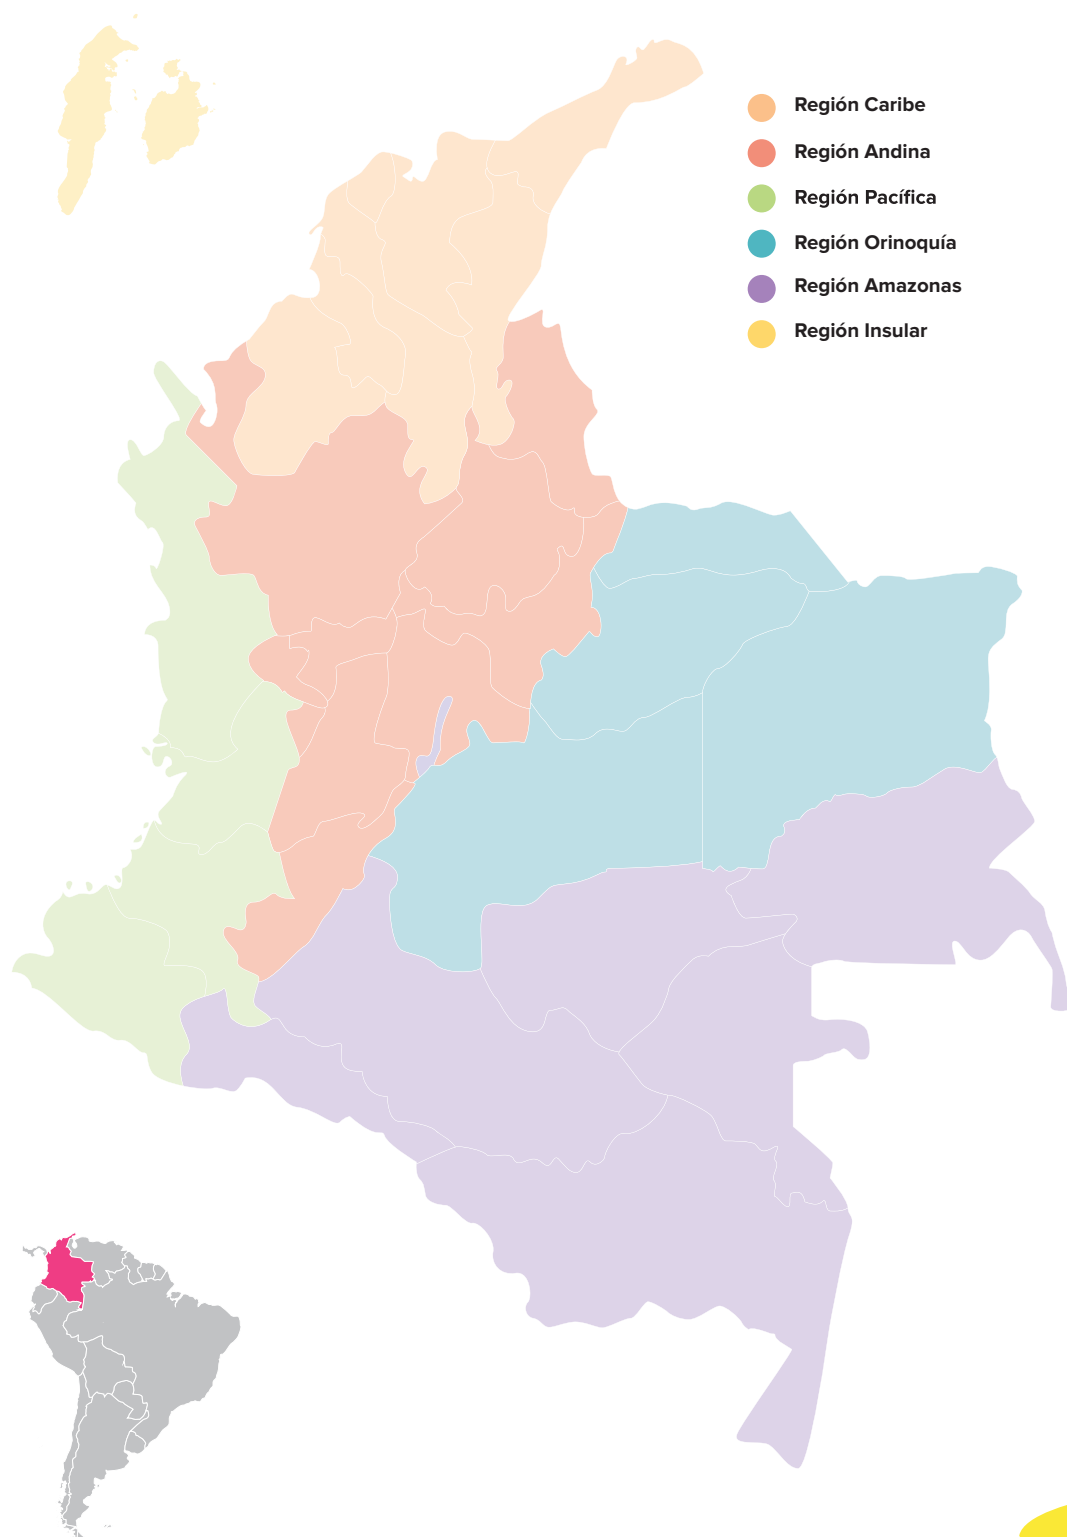 Región Caribe
Región Andina
Región Pacífica
Región Orinoquía
Región Amazonas
Región Insular